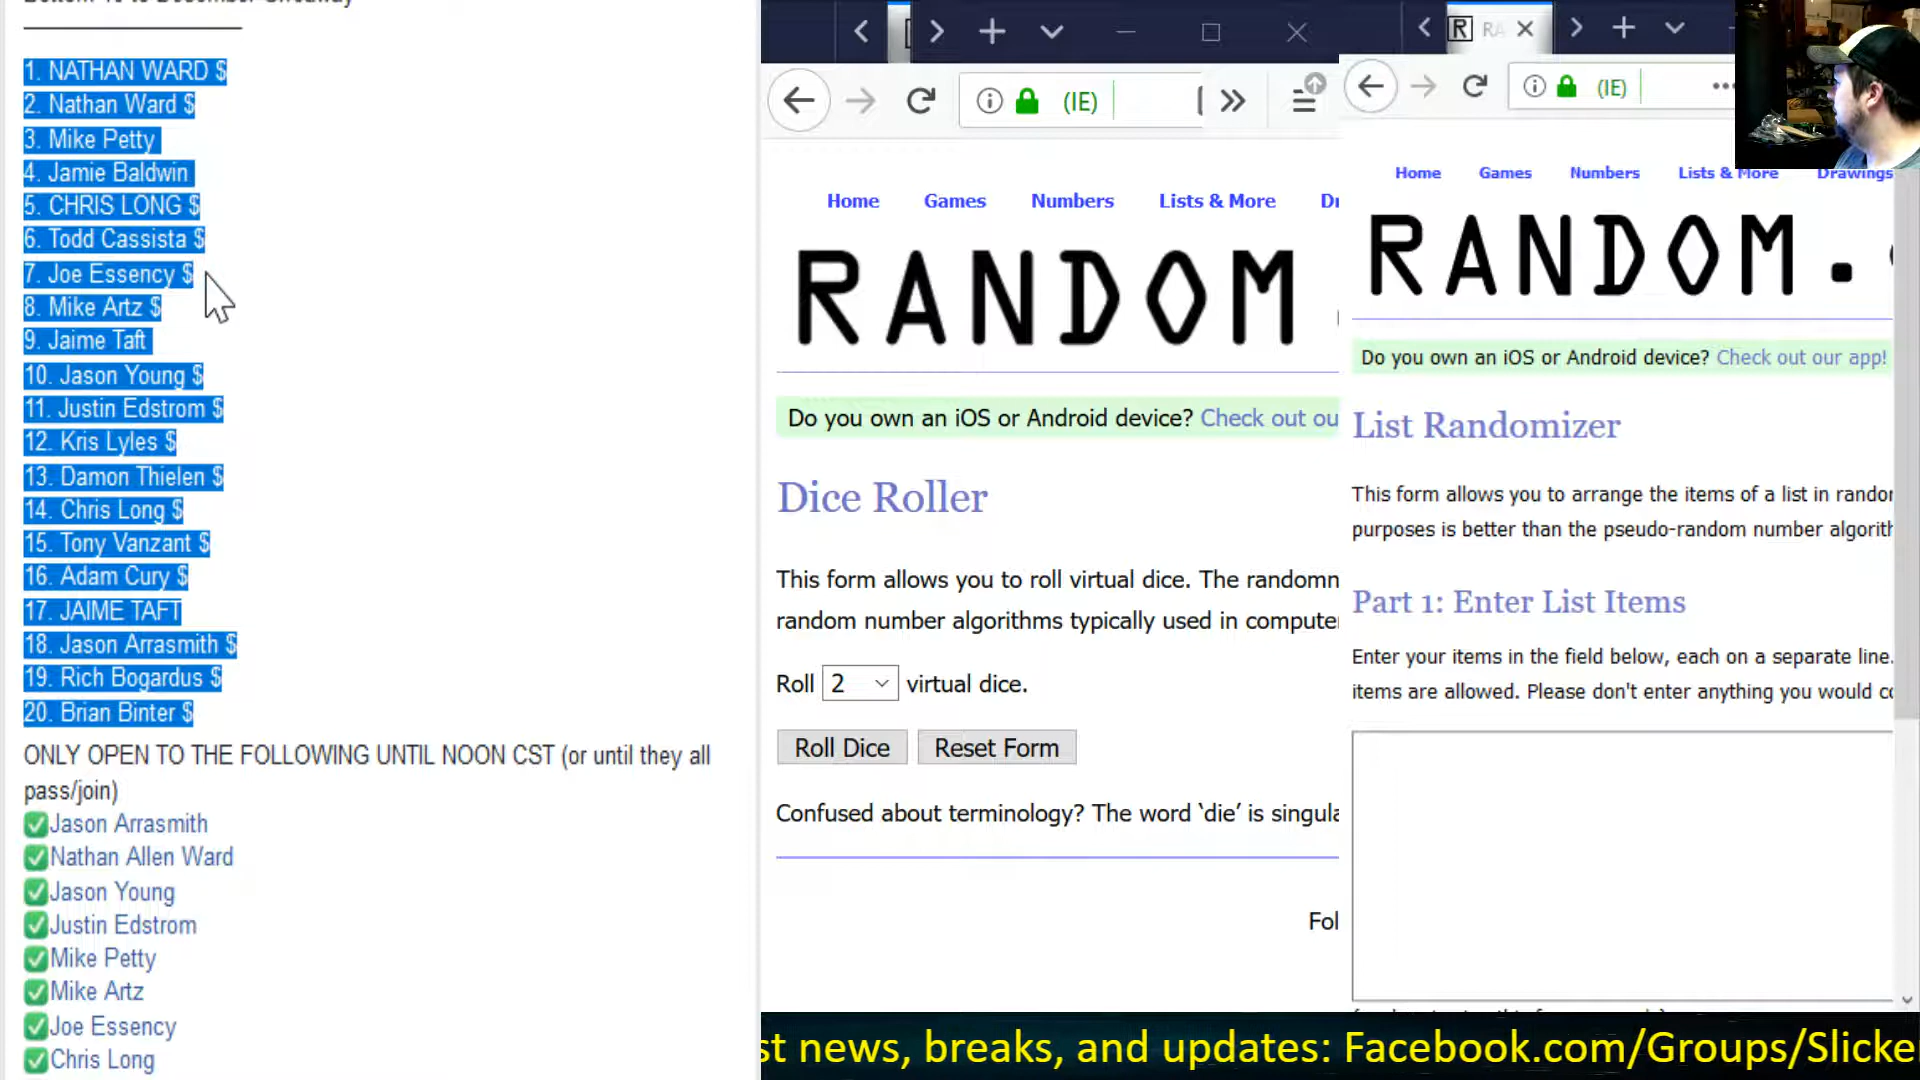 1. NATHAN WARD $
2. Nathan Ward $
3. Mike Petty
4. Jamie Baldwin
5. CHRIS LONG $
6. Todd Cassista $
7. Joe Essency $
8. Mike Artz $
9. Jaime Taft
10. Jason Young $
11. Justin Edstrom $
12. Kris Lyles $
13. Damon Thielen $
14. Chris Long $
15. Tony Vanzant $
16. Adam Cury $
17. JAIME TAFT
18. Jason Arrasmith $
19. Rich Bogardus $
20. Brian Binter $
ONLY OPEN TO THE FOLLOWING UNTIL NOON CST (or until they all
pass/join)
Jason Arrasmith
Nathan Allen Ward
Jason Young
Justin Edstrom
Mike Petty
Mike Artz
Joe Essency
Chris Long
(IE)
Home Games Numbers Lists & More
RANDOM
Do you own an iOS or Android device? Check out ou
Dice Roller
This form allows you to roll virtual dice. The randomn
random number algorithms typically used in compute
Roll 2 virtual dice.
Roll Dice Reset Form
Confused about terminology? The word ‘die’ is singula
Fol
R
(IE)
Home Games Numbers Lists & More Drawings
RANDOM.
Do you own an iOS or Android device? Check out our app!
List Randomizer
This form allows you to arrange the items of a list in randor
purposes is better than the pseudo-random number algorith
Part 1: Enter List Items
Enter your items in the field below, each on a separate line.
items are allowed. Please don't enter anything you would co
st news, breaks, and updates: Facebook.com/Groups/Slicke